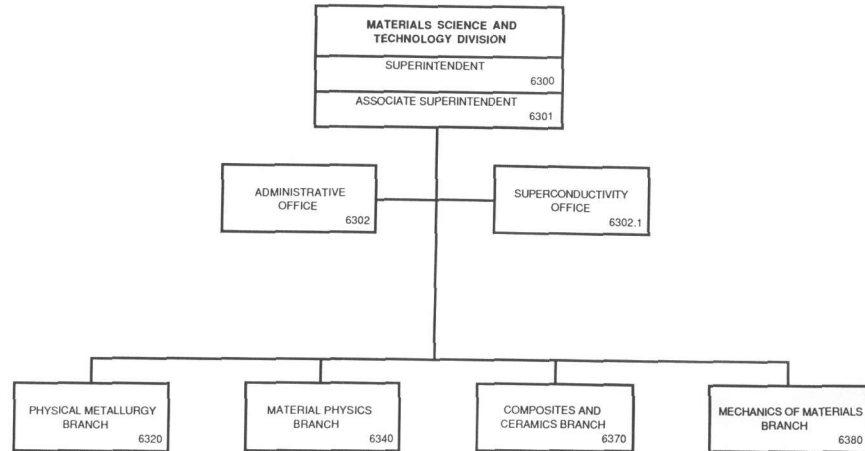 MATERIALS SCIENCE AND
TECHNOLOGY DIVISION
SUPERINTENDENT
6300
ASSOCIATE SUPERINTENDENT
6301
ADMINISTRATIVE
OFFICE
6302
SUPERCONDUCTIVITY
OFFICE
6302.1
PHYSICAL METALLURGY
BRANCH
6320
MATERIAL PHYSICS
BRANCH
6340
COMPOSITES AND
CERAMICS BRANCH
6370
MECHANICS OF MATERIALS
BRANCH
6380